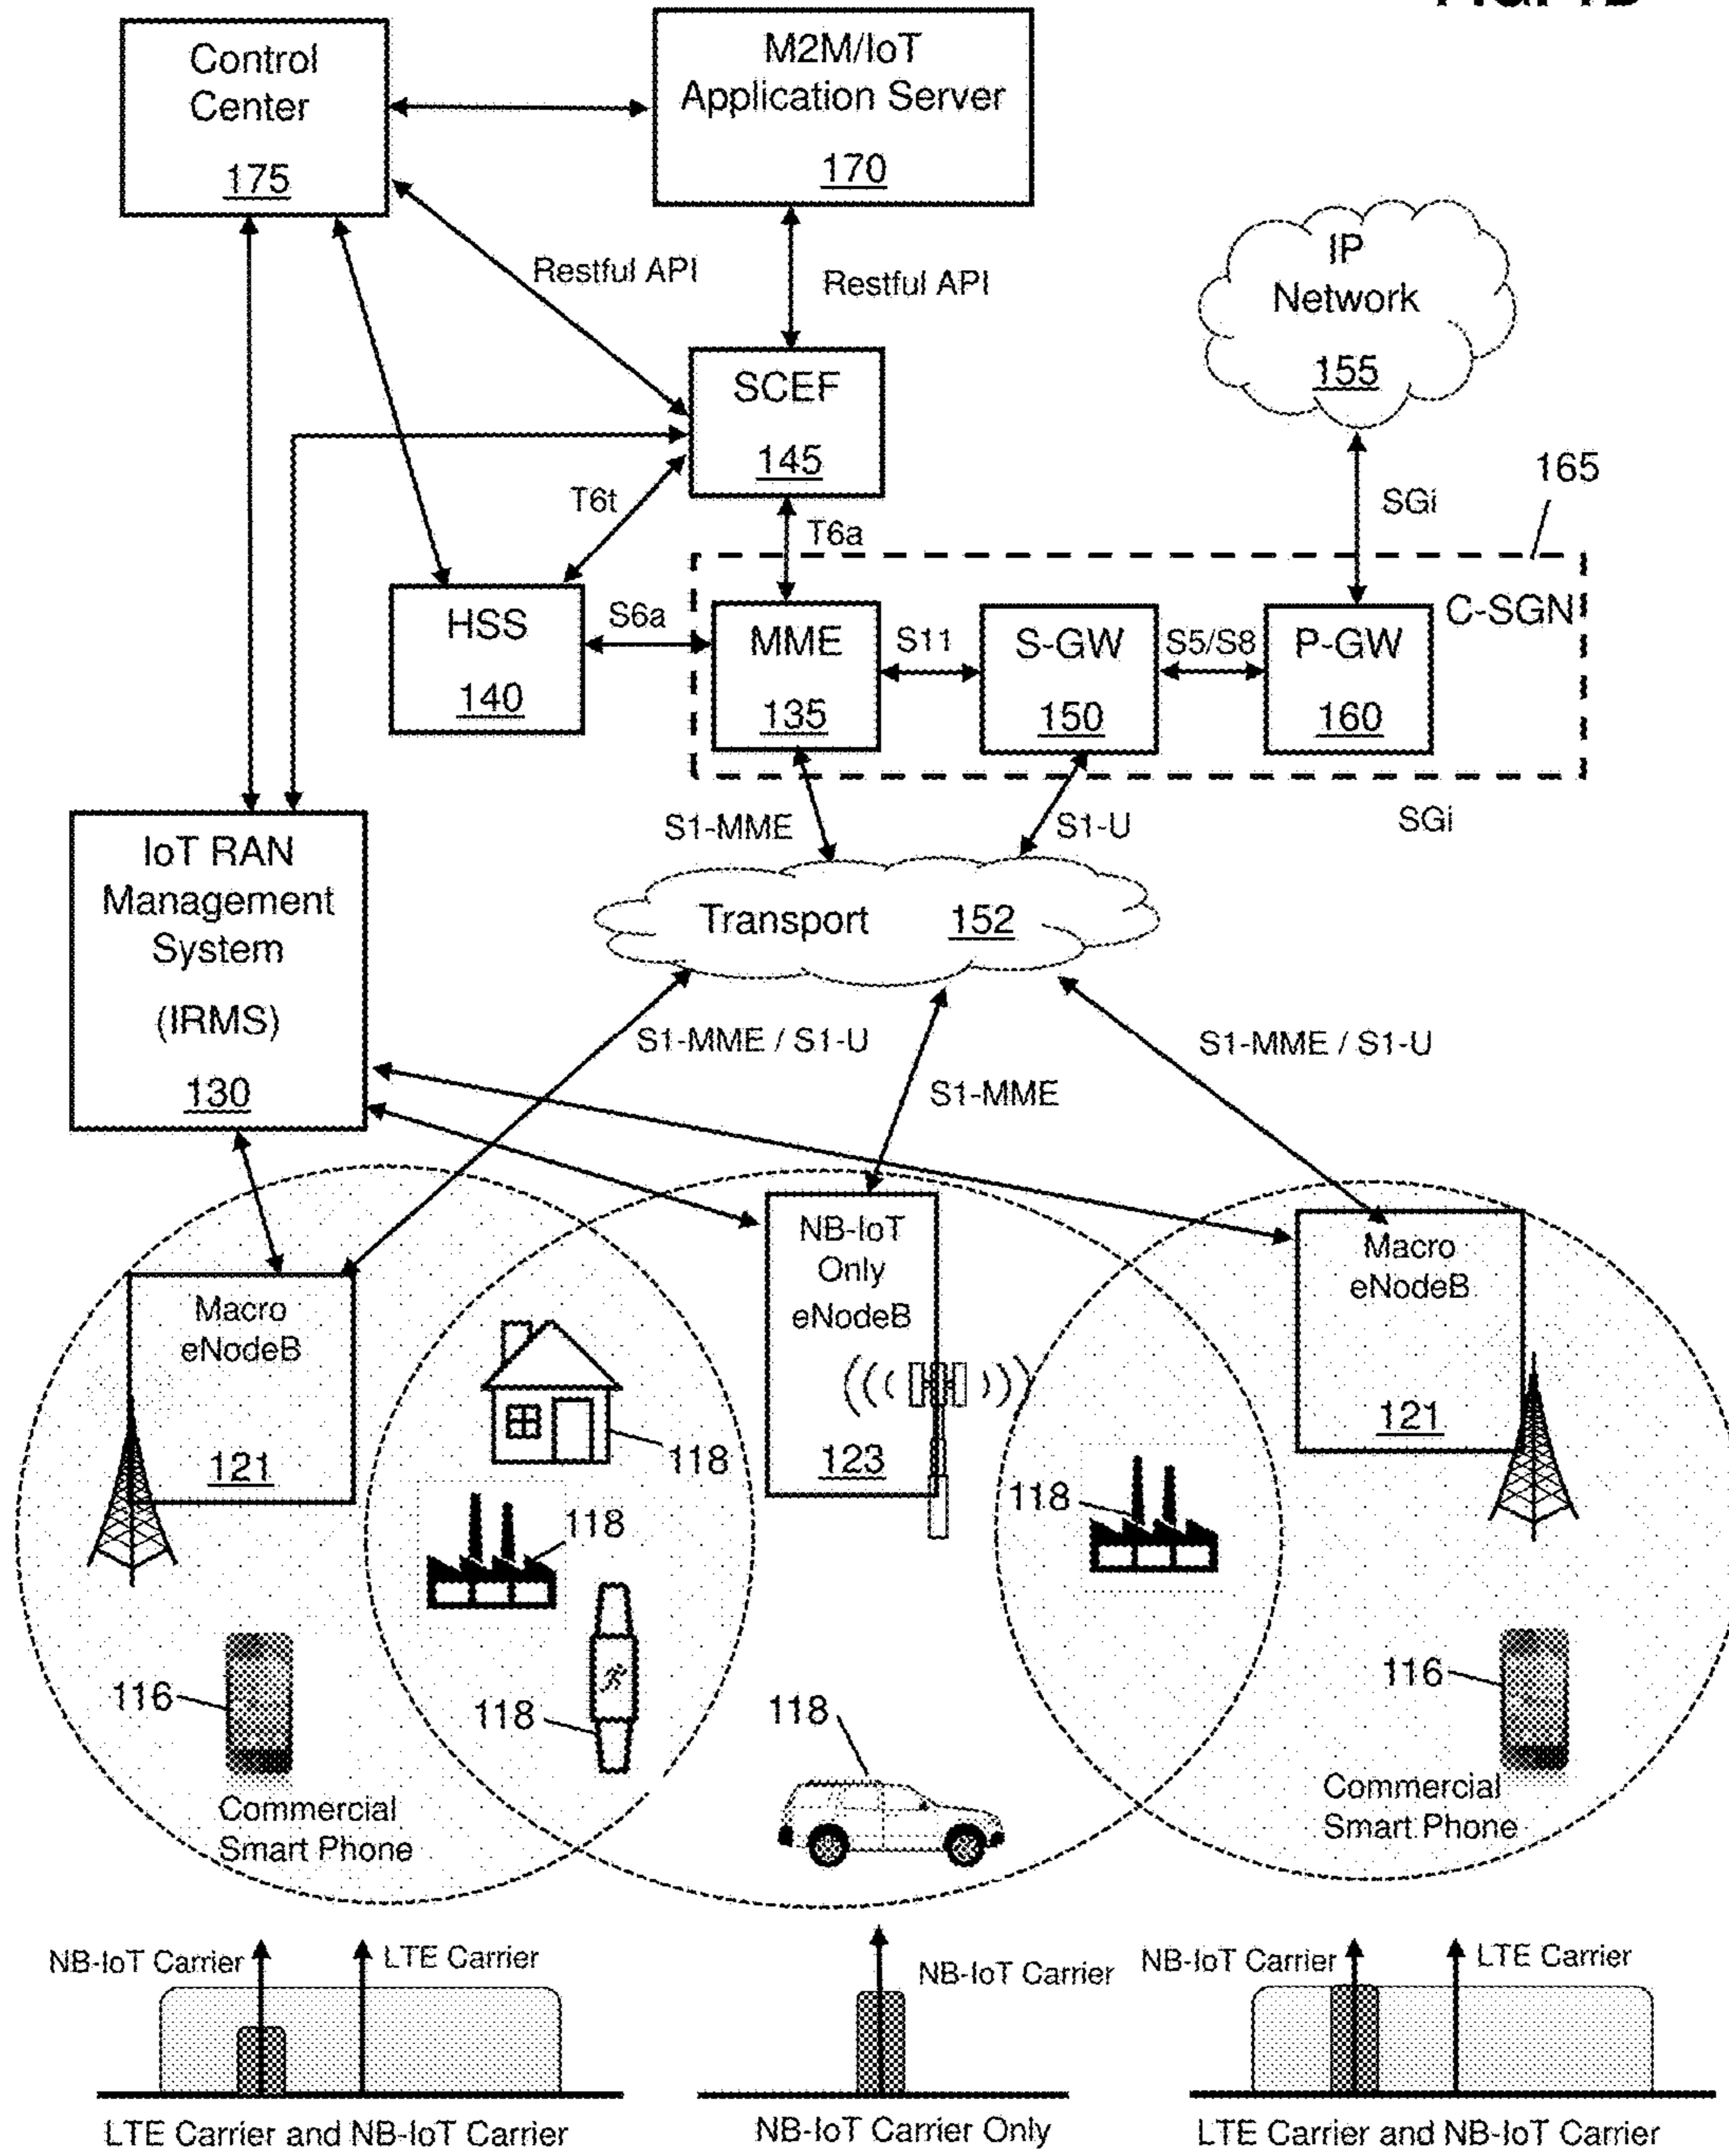 Control
Center
175
M2M/IoT
Application Server
170
IP
Network
155
Restful API
Restful API
SCEF
145
165
SGi
T6t
T6a
C-SGN
HSS
140
S6a
MME
135
S11
S-GW
150
S5/S8
P-GW
160
S1-MME
S1-U
SGi
IoT RAN
Management
System
(IRMS)
130
Transport 152
S1-MME / S1-U
S1-MME / S1-U
S1-MME
Macro
eNodeB
121
NB-IoT
Only
eNodeB
123
Macro
eNodeB
121
118
118
118
118
118
116
116
Commercial
Smart Phone
Commercial
Smart Phone
NB-IoT Carrier
LTE Carrier
NB-IoT Carrier
NB-IoT Carrier
LTE Carrier
LTE Carrier and NB-IoT Carrier
NB-IoT Carrier Only
LTE Carrier and NB-IoT Carrier